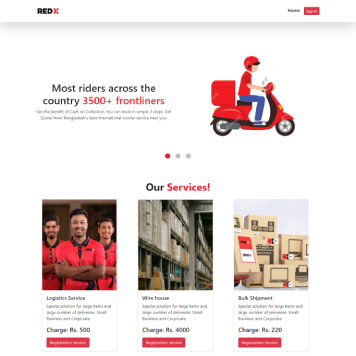 REDX
Home
Sign In
Most riders across the
country 3500+ frontliners
Get the benefit of Cash on Collection, You can book in simple 3 steps. Get
Quote Now! Bangladesh's best international courier service near you.
Our Services!
Logistics Service
Special solution for large items and
large number of deliveries. Small
Business and Corporate.
Charge: Rs. 500
Registration Service
Wire house
Special solution for large items and
large number of deliveries. Small
Business and Corporate.
Charge: Rs. 4000
Registration Service
Bulk Shipment
Special solution for large items and
large number of deliveries. Small
Business and Corporate.
Charge: Rs. 220
Registration Service